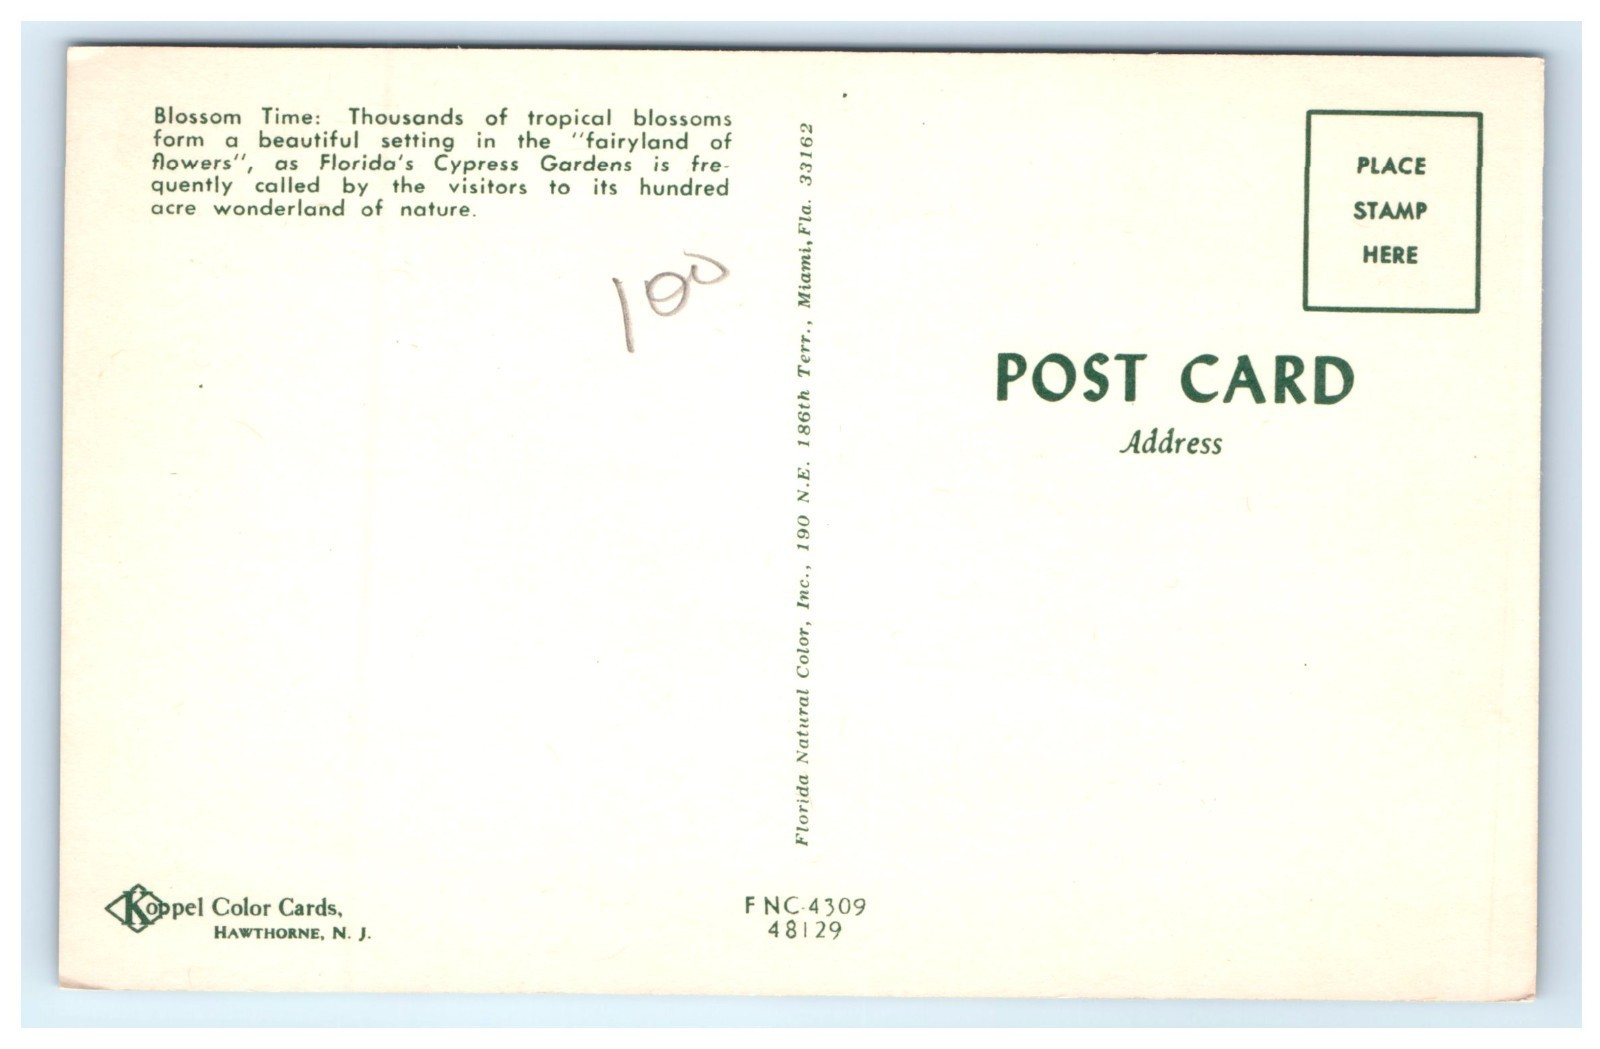 Blossom Time: Thousands of tropical blossoms
form a beautiful setting in the "fairyland of
flowers", as Florida's Cypress Gardens is fre-
quently called by the visitors to its hundred
acre wonderland of nature.
100
Koppel Color Cards,
HAWTHORNE, N. J.
Florida Natural Color, Inc., 190 N.E. 186th Terr., Miami, Fla. 33162
FNC-4309
48129
PLACE
STAMP
HERE
POST CARD
Address